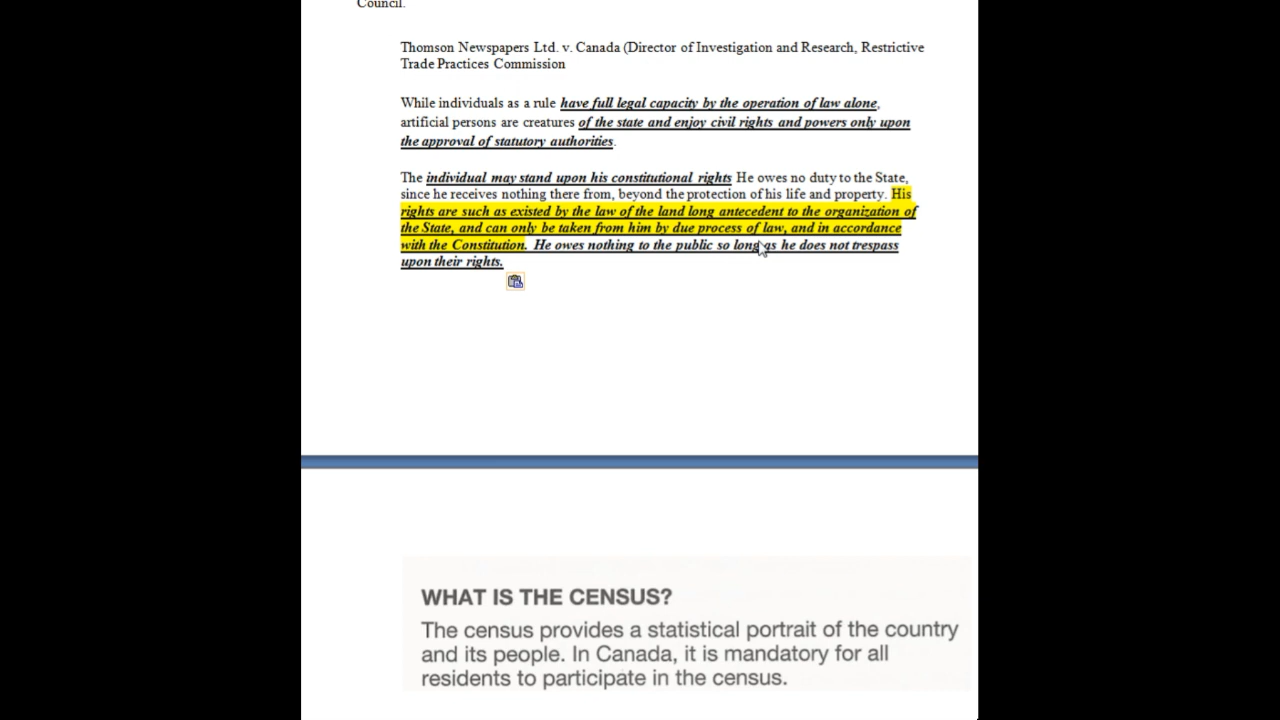 Council.
Thomson Newspapers Ltd. v. Canada (Director of Investigation and Research, Restrictive
Trade Practices Commission
While individuals as a rule have full legal capacity by the operation of law alone,
artificial persons are creatures of the state and enjoy civil rights and powers only upon
the approval of statutory authorities.
The individual may stand upon his constitutional rights He owes no duty to the State,
since he receives nothing there from, beyond the protection of his life and property. His
rights are such as existed by the law of the land long antecedent to the organization of
the State, and can only be taken from him by due process of law, and in accordance
with the Constitution. He owes nothing to the public so long as he does not trespass
upon their rights.
WHAT IS THE CENSUS?
The census provides a statistical portrait of the country
and its people. In Canada, it is mandatory for all
residents to participate in the census.